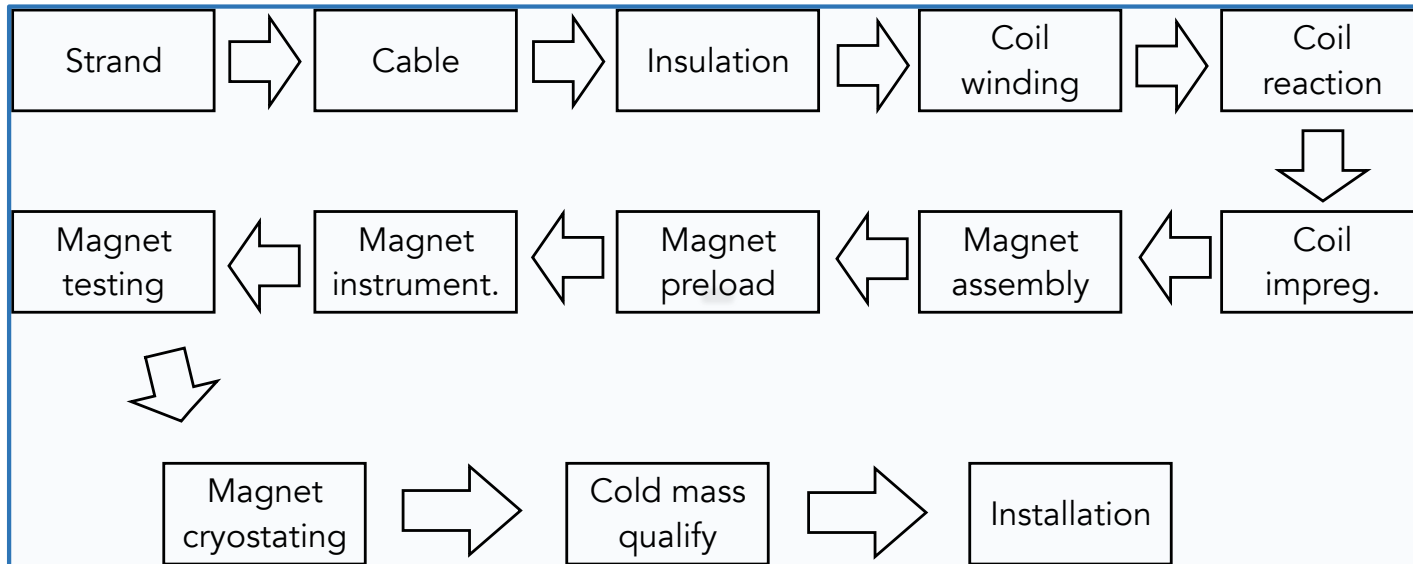 Strand
Cable
Insulation
Coil
winding
Coil
reaction
Coil
impreg.
Magnet
assembly
Magnet
preload
Magnet
instrument.
Magnet
testing
Magnet
cryostating
Cold mass
qualify
Installation